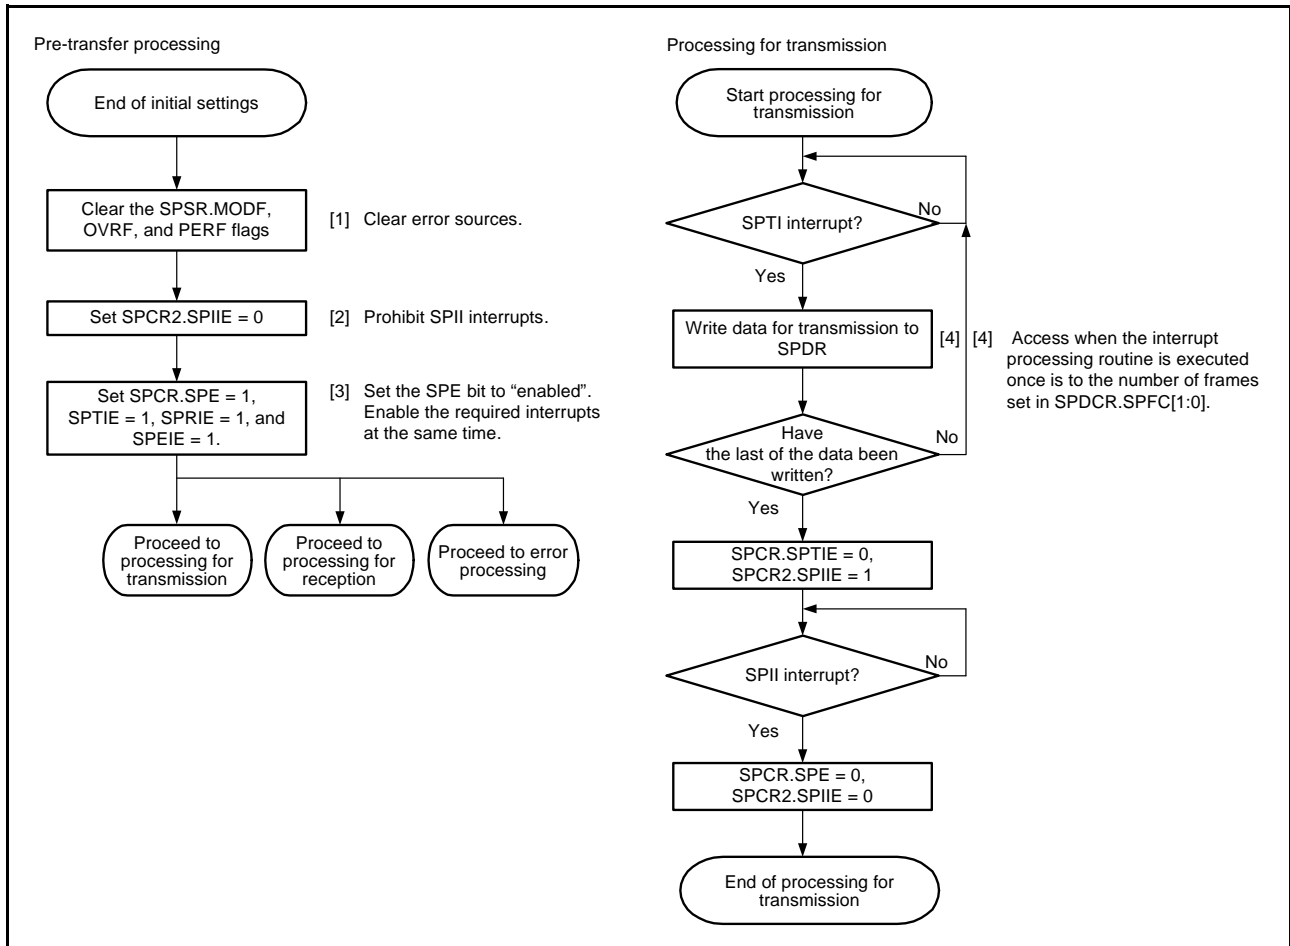 Pre-transfer processing
End of initial settings
Clear the SPSR.MODF,
OVRF, and PERF flags
[1] Clear error sources.
Set SPCR2.SPIIE = 0
[2] Prohibit SPII interrupts.
Set SPCR.SPE = 1,
SPTIE = 1, SPRIE = 1, and
SPEIE = 1.
[3] Set the SPE bit to “enabled”.
Enable the required interrupts
at the same time.
Proceed to
processing for
transmission
Proceed to
processing for
reception
Proceed to error
processing
Processing for transmission
Start processing for
transmission
SPTI interrupt?
No
Yes
Write data for transmission to
SPDR
[4]
[4] Access when the interrupt
processing routine is executed
once is to the number of frames
set in SPDCR.SPFC[1:0].
Have
the last of the data been
written?
No
Yes
SPCR.SPTIE = 0,
SPCR2.SPIIE = 1
SPII interrupt?
No
Yes
SPCR.SPE = 0,
SPCR2.SPIIE = 0
End of processing for
transmission